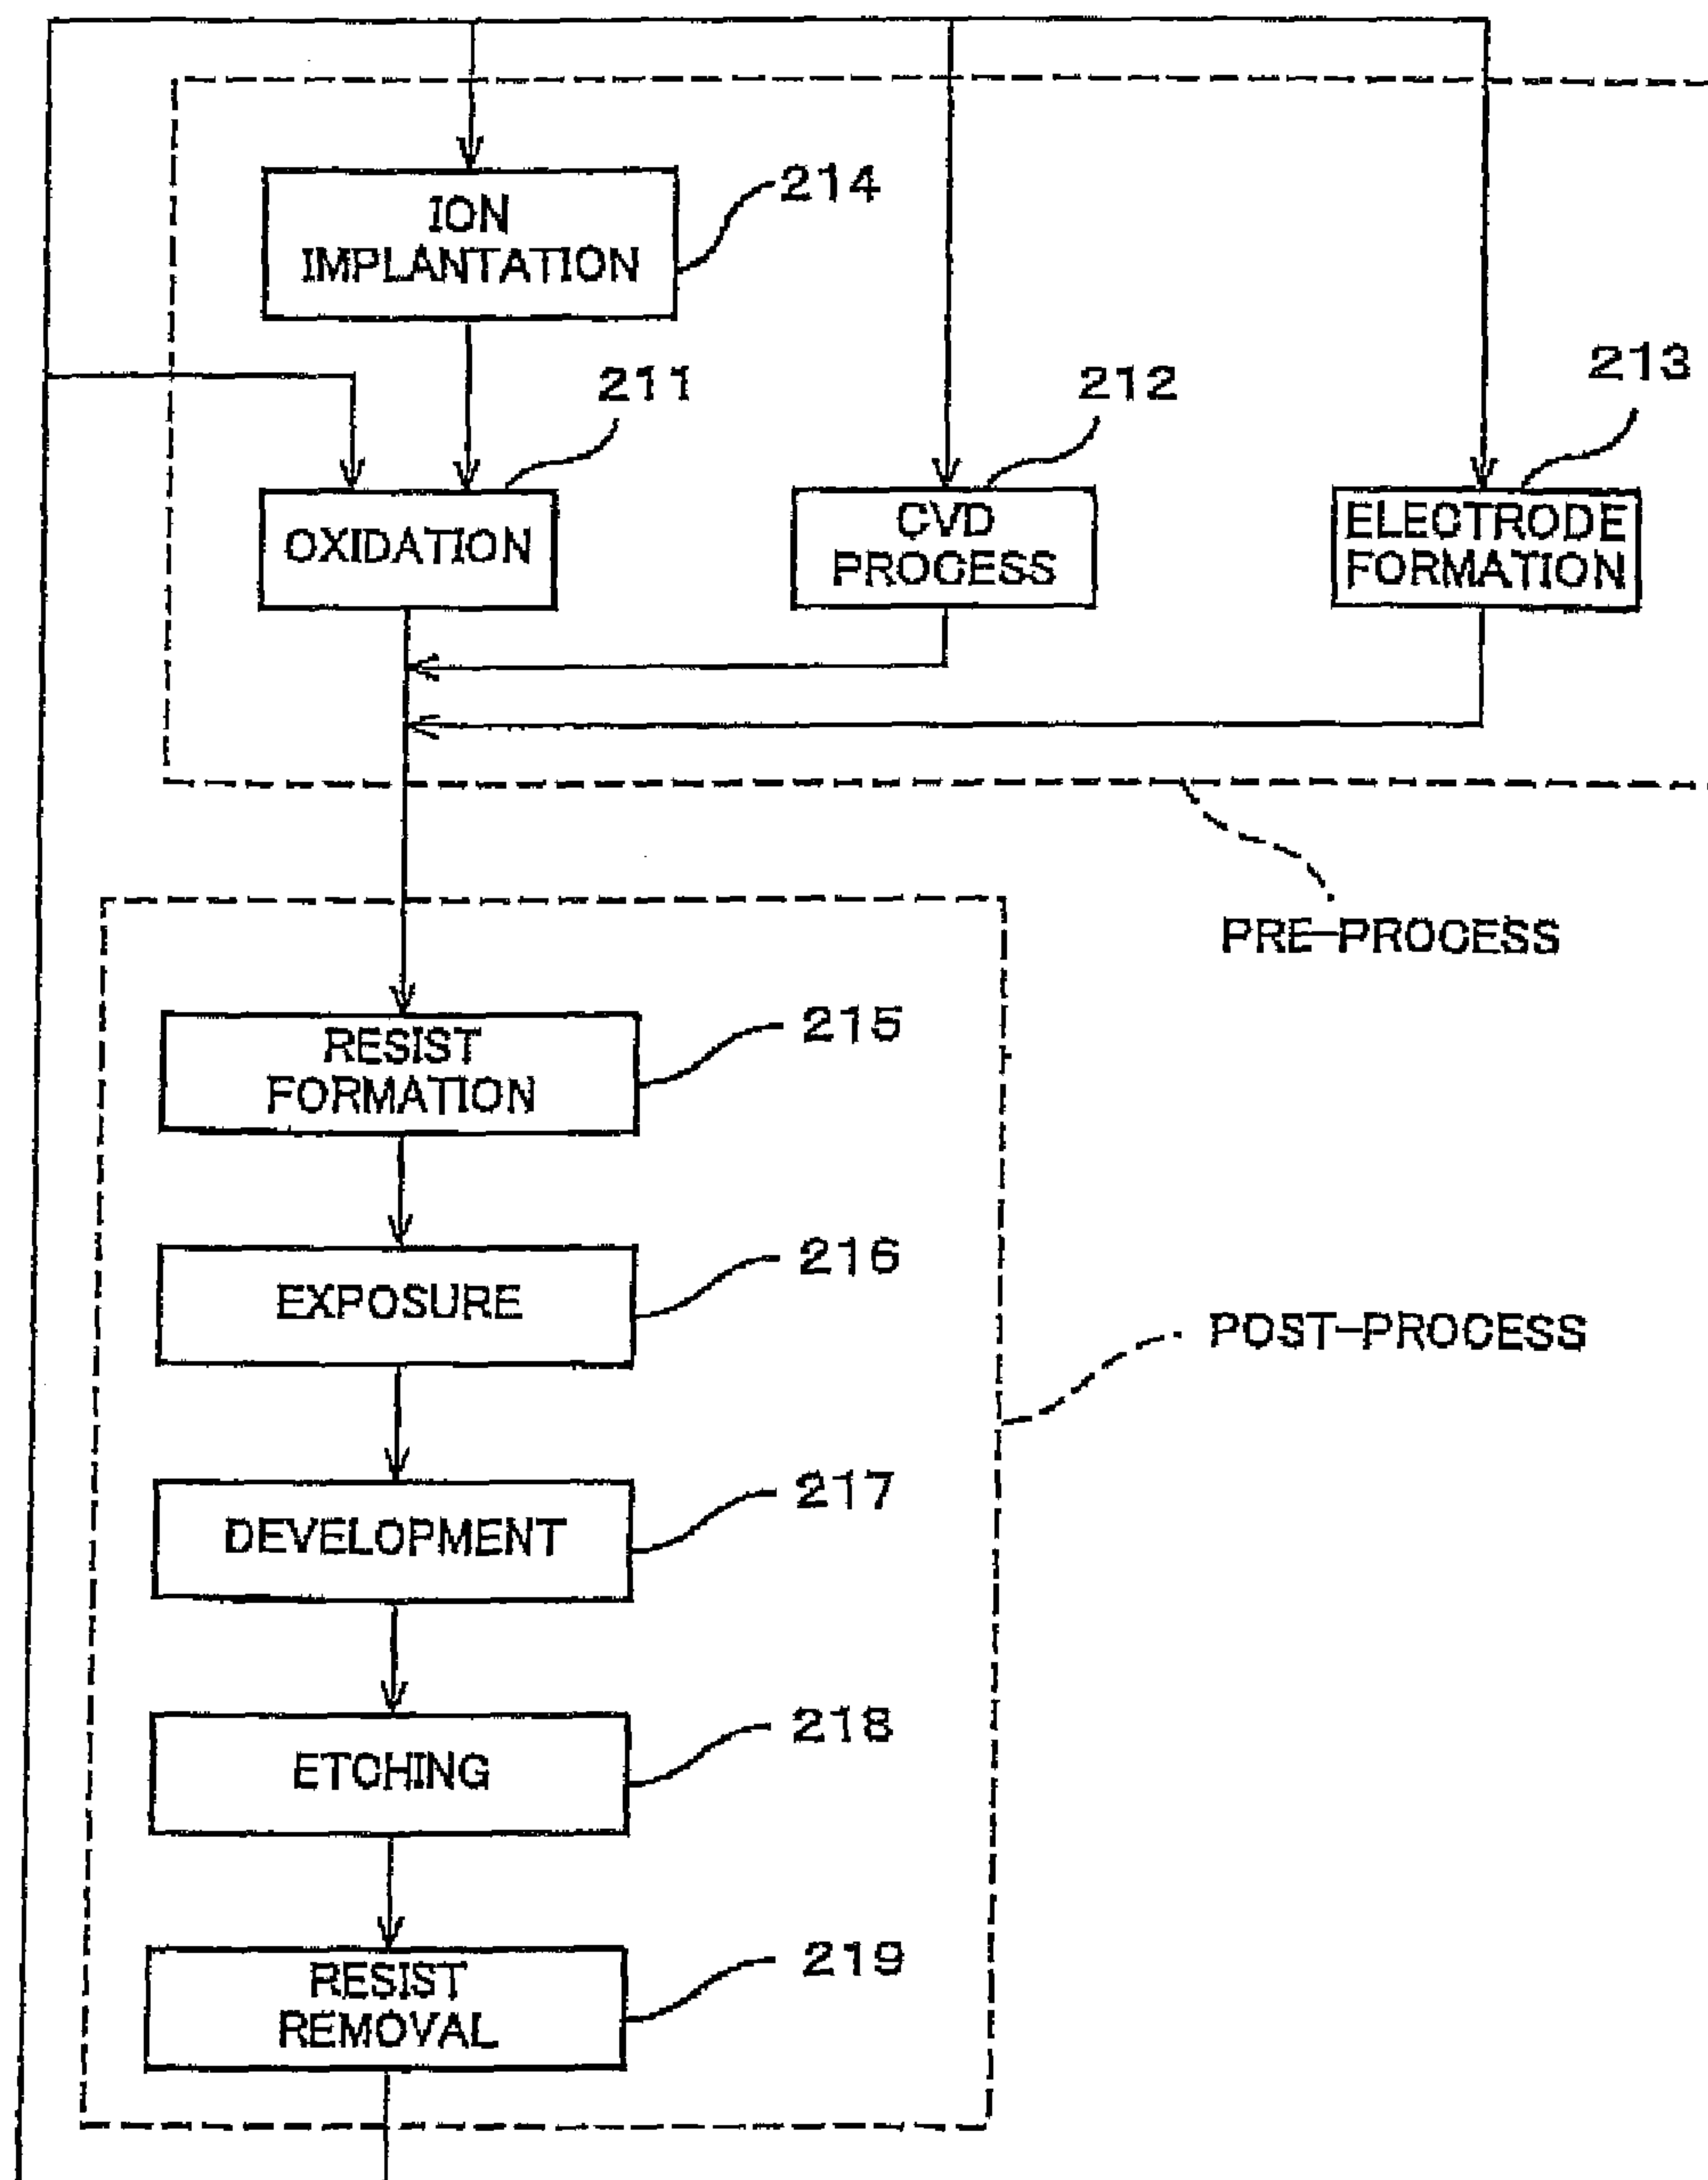 214
ION
IMPLANTATION
211
212
213
OXIDATION
CVD
PROCESS
ELECTRODE
FORMATION
PRE-PROCESS
215
RESIST
FORMATION
216
EXPOSURE
POST-PROCESS
217
DEVELOPMENT
218
ETCHING
219
RESIST
REMOVAL